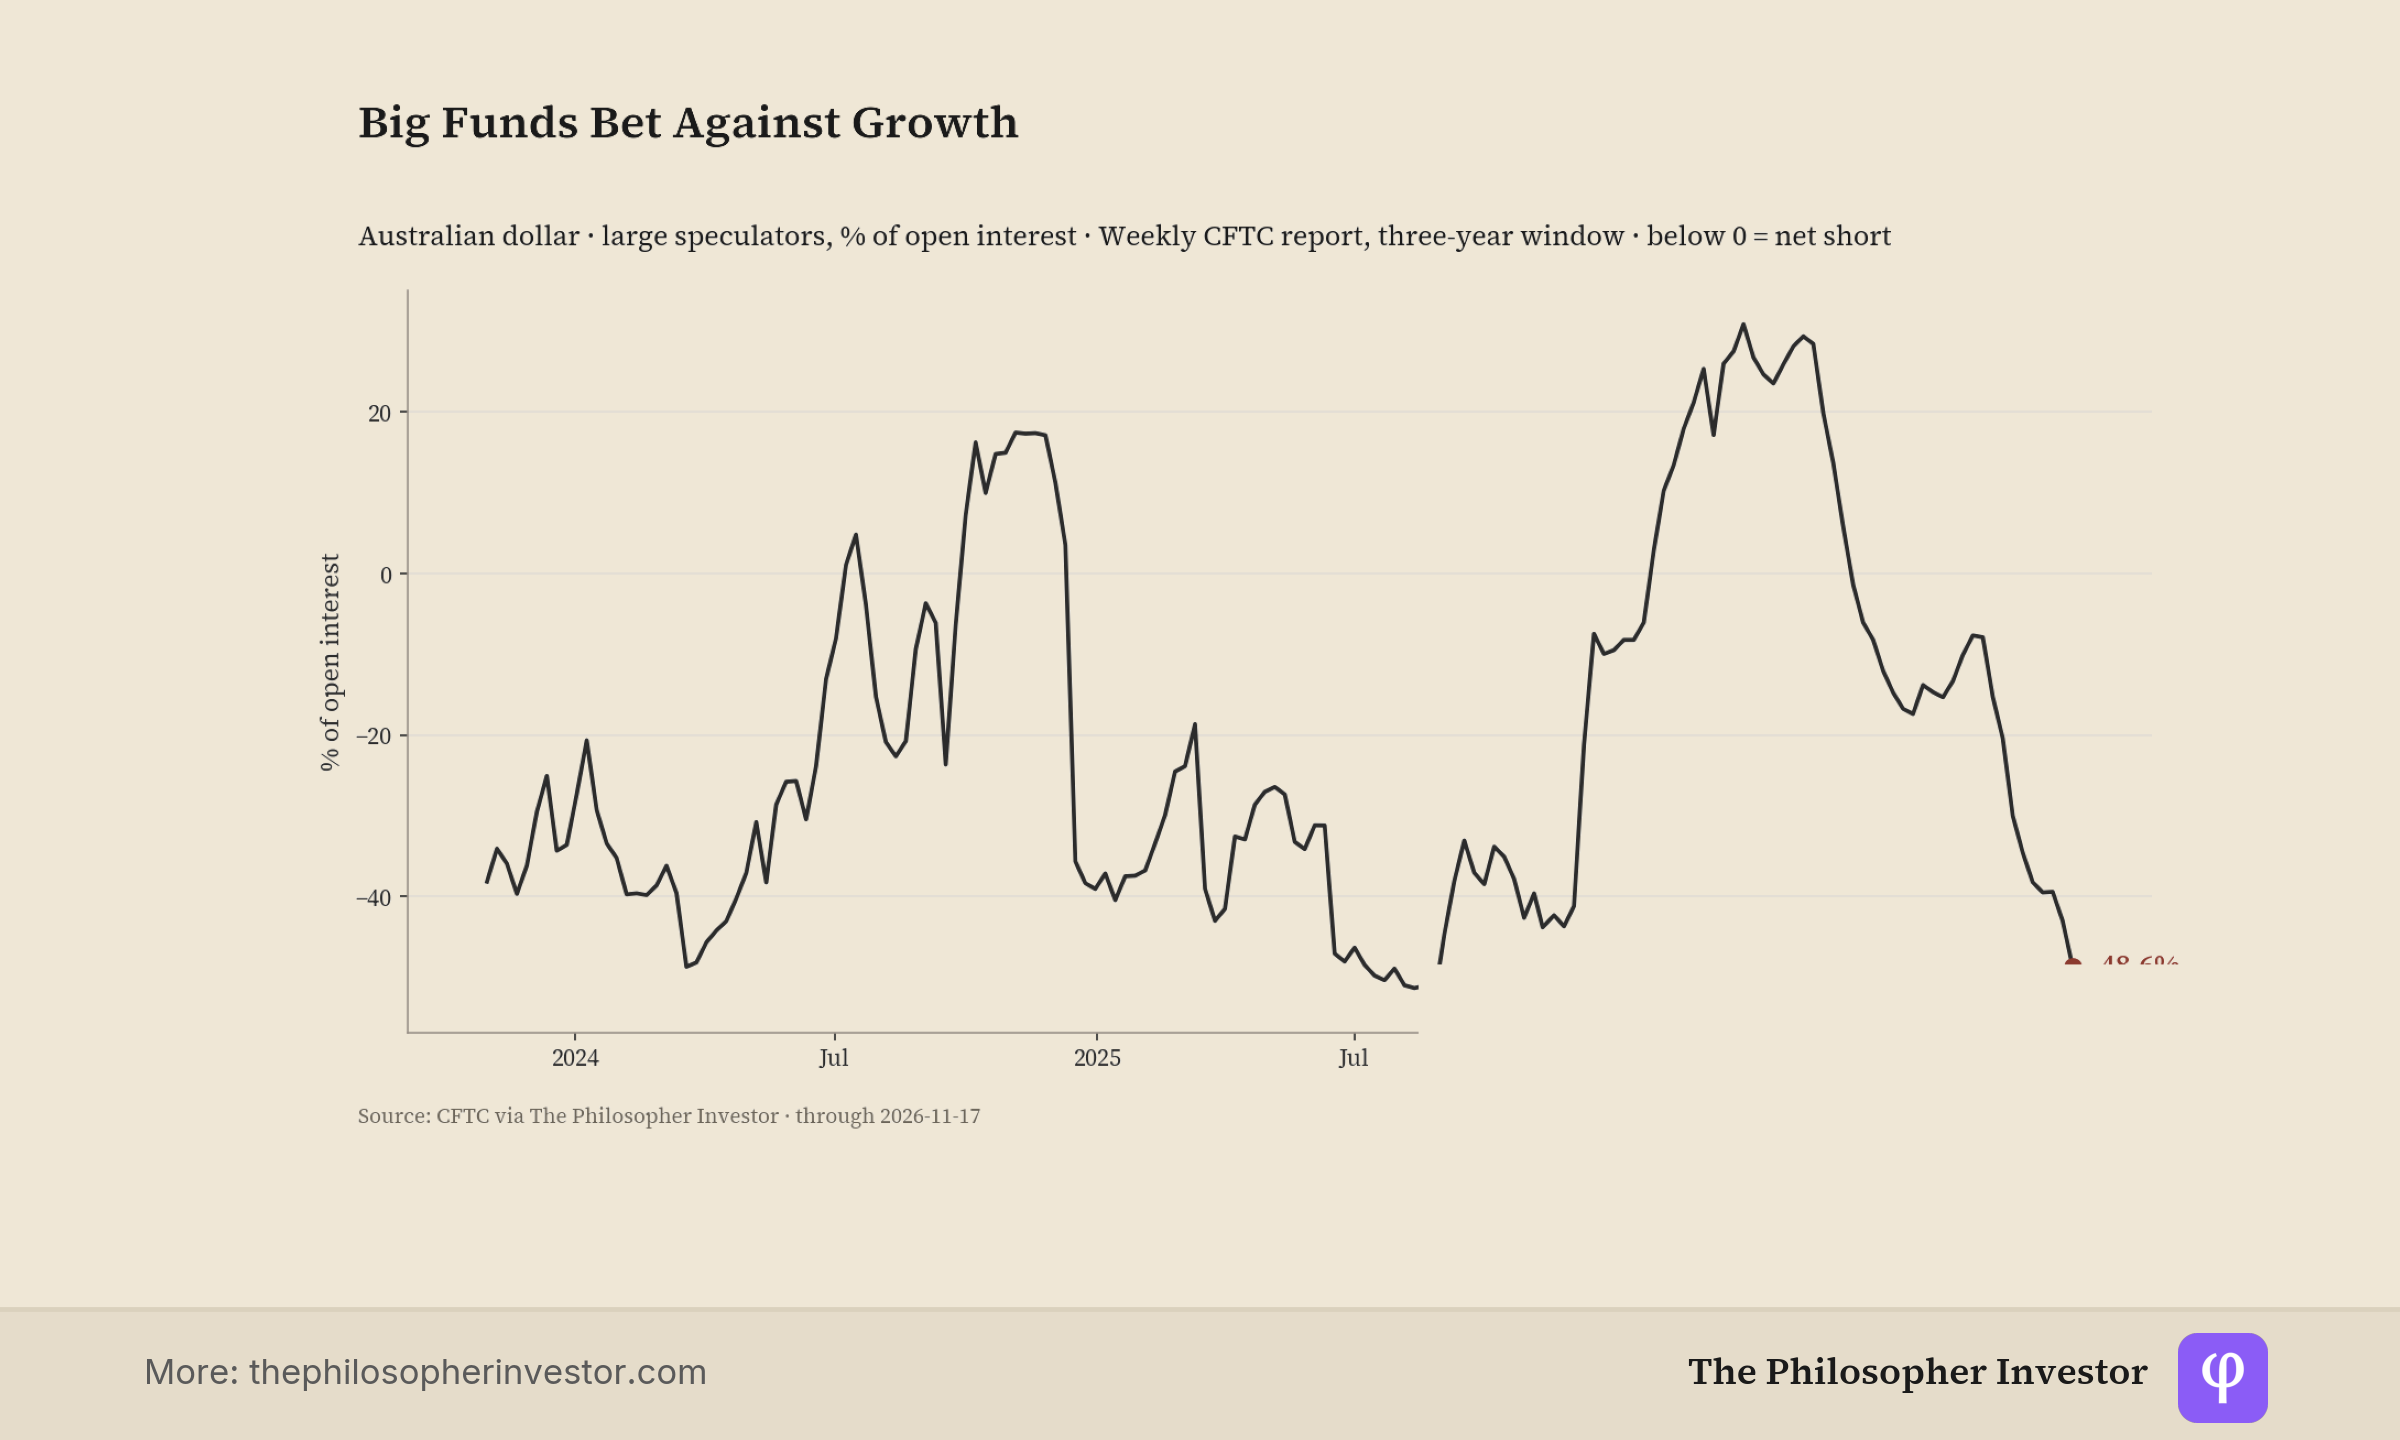 Big Funds Bet Against Growth
Australian dollar · large speculators, % of open interest · Weekly CFTC report, three-year window · below 0 = net short
% of open interest
20
0
−20
−40
2024 Jul 2025 Jul
Source: CFTC via The Philosopher Investor · through 2026-11-17
More: thephilosopherinvestor.com
The Philosopher Investor
φ